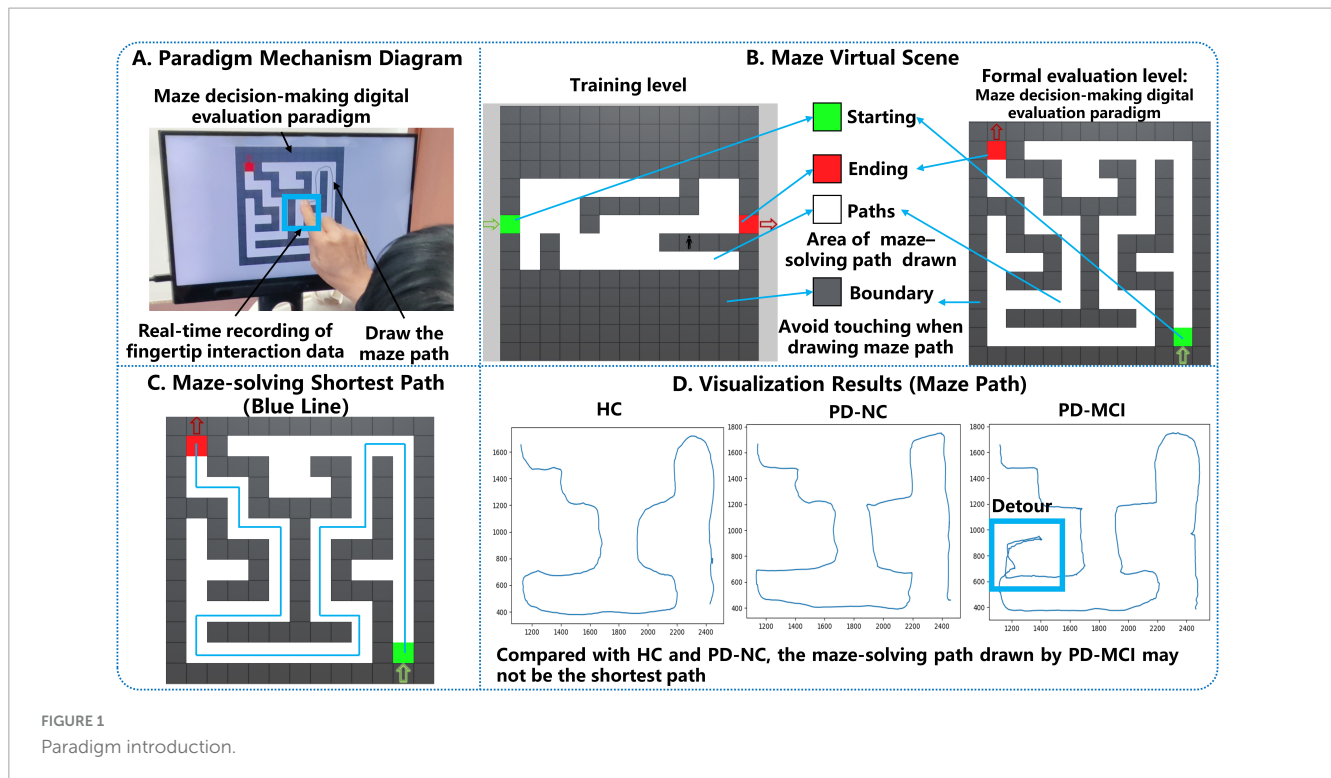 A. Paradigm Mechanism Diagram
Maze decision-making digital
evaluation paradigm
Real-time recording of
fingertip interaction data
Draw the
maze path
B. Maze Virtual Scene
Training level
Starting
Ending
Paths
Area of maze–
solving path drawn
Boundary
Avoid touching when
drawing maze path
Formal evaluation level:
Maze decision-making digital
evaluation paradigm
C. Maze-solving Shortest Path
(Blue Line)
D. Visualization Results (Maze Path)
HC
1600
1400
1200
1000
800
600
400
1200 1400 1600 1800 2000 2200 2400
PD-NC
1800
1600
1400
1200
1000
800
600
400
1200 1400 1600 1800 2000 2200 2400
PD-MCI
1800
1600
1400
1200
1000
800
600
400
1200 1400 1600 1800 2000 2200 2400
Detour
Compared with HC and PD-NC, the maze-solving path drawn by PD-MCI may
not be the shortest path
FIGURE 1
Paradigm introduction.